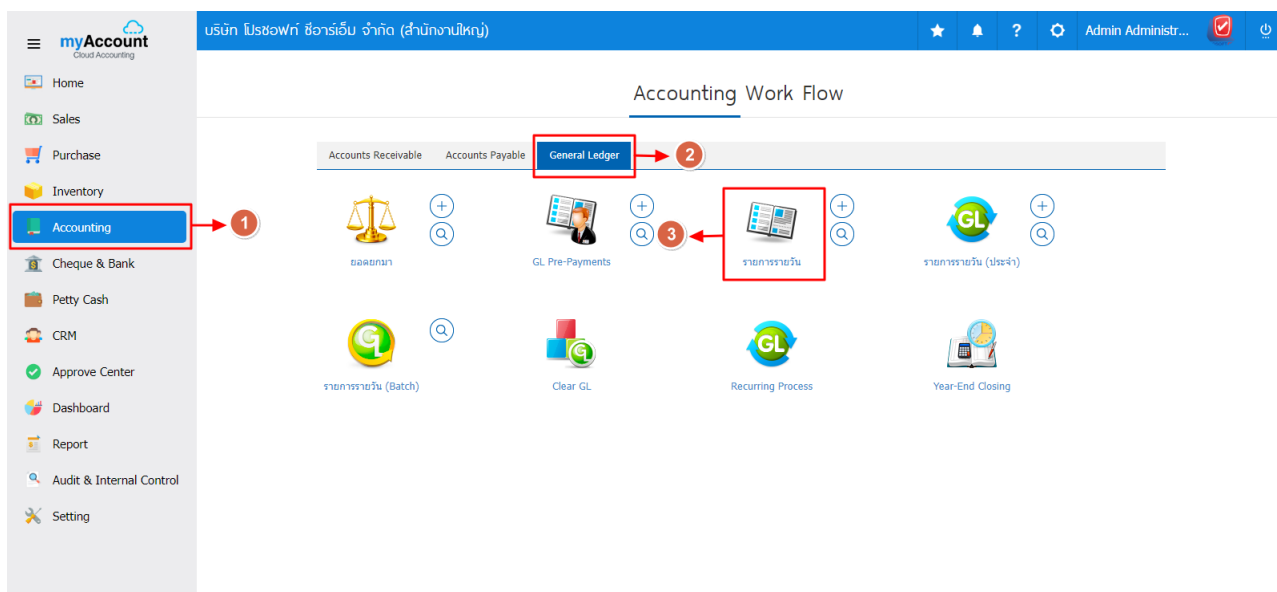 myAccount
Cloud Accounting
บริษัท โปรซอฟท์ ซีอาร์เอ็ม จำกัด (สำนักงานใหญ่)
?
Admin Administr...
Home
Sales
Purchase
Inventory
Accounting
Cheque & Bank
Petty Cash
CRM
Approve Center
Dashboard
Report
Audit & Internal Control
Setting
1
Accounting Work Flow
Accounts Receivable
Accounts Payable
General Ledger
2
3
ยอดยกมา
GL Pre-Payments
รายการรายวัน
GL
รายการรายวัน (ประจำ)
รายการรายวัน (Batch)
Clear GL
GL
Recurring Process
Year-End Closing